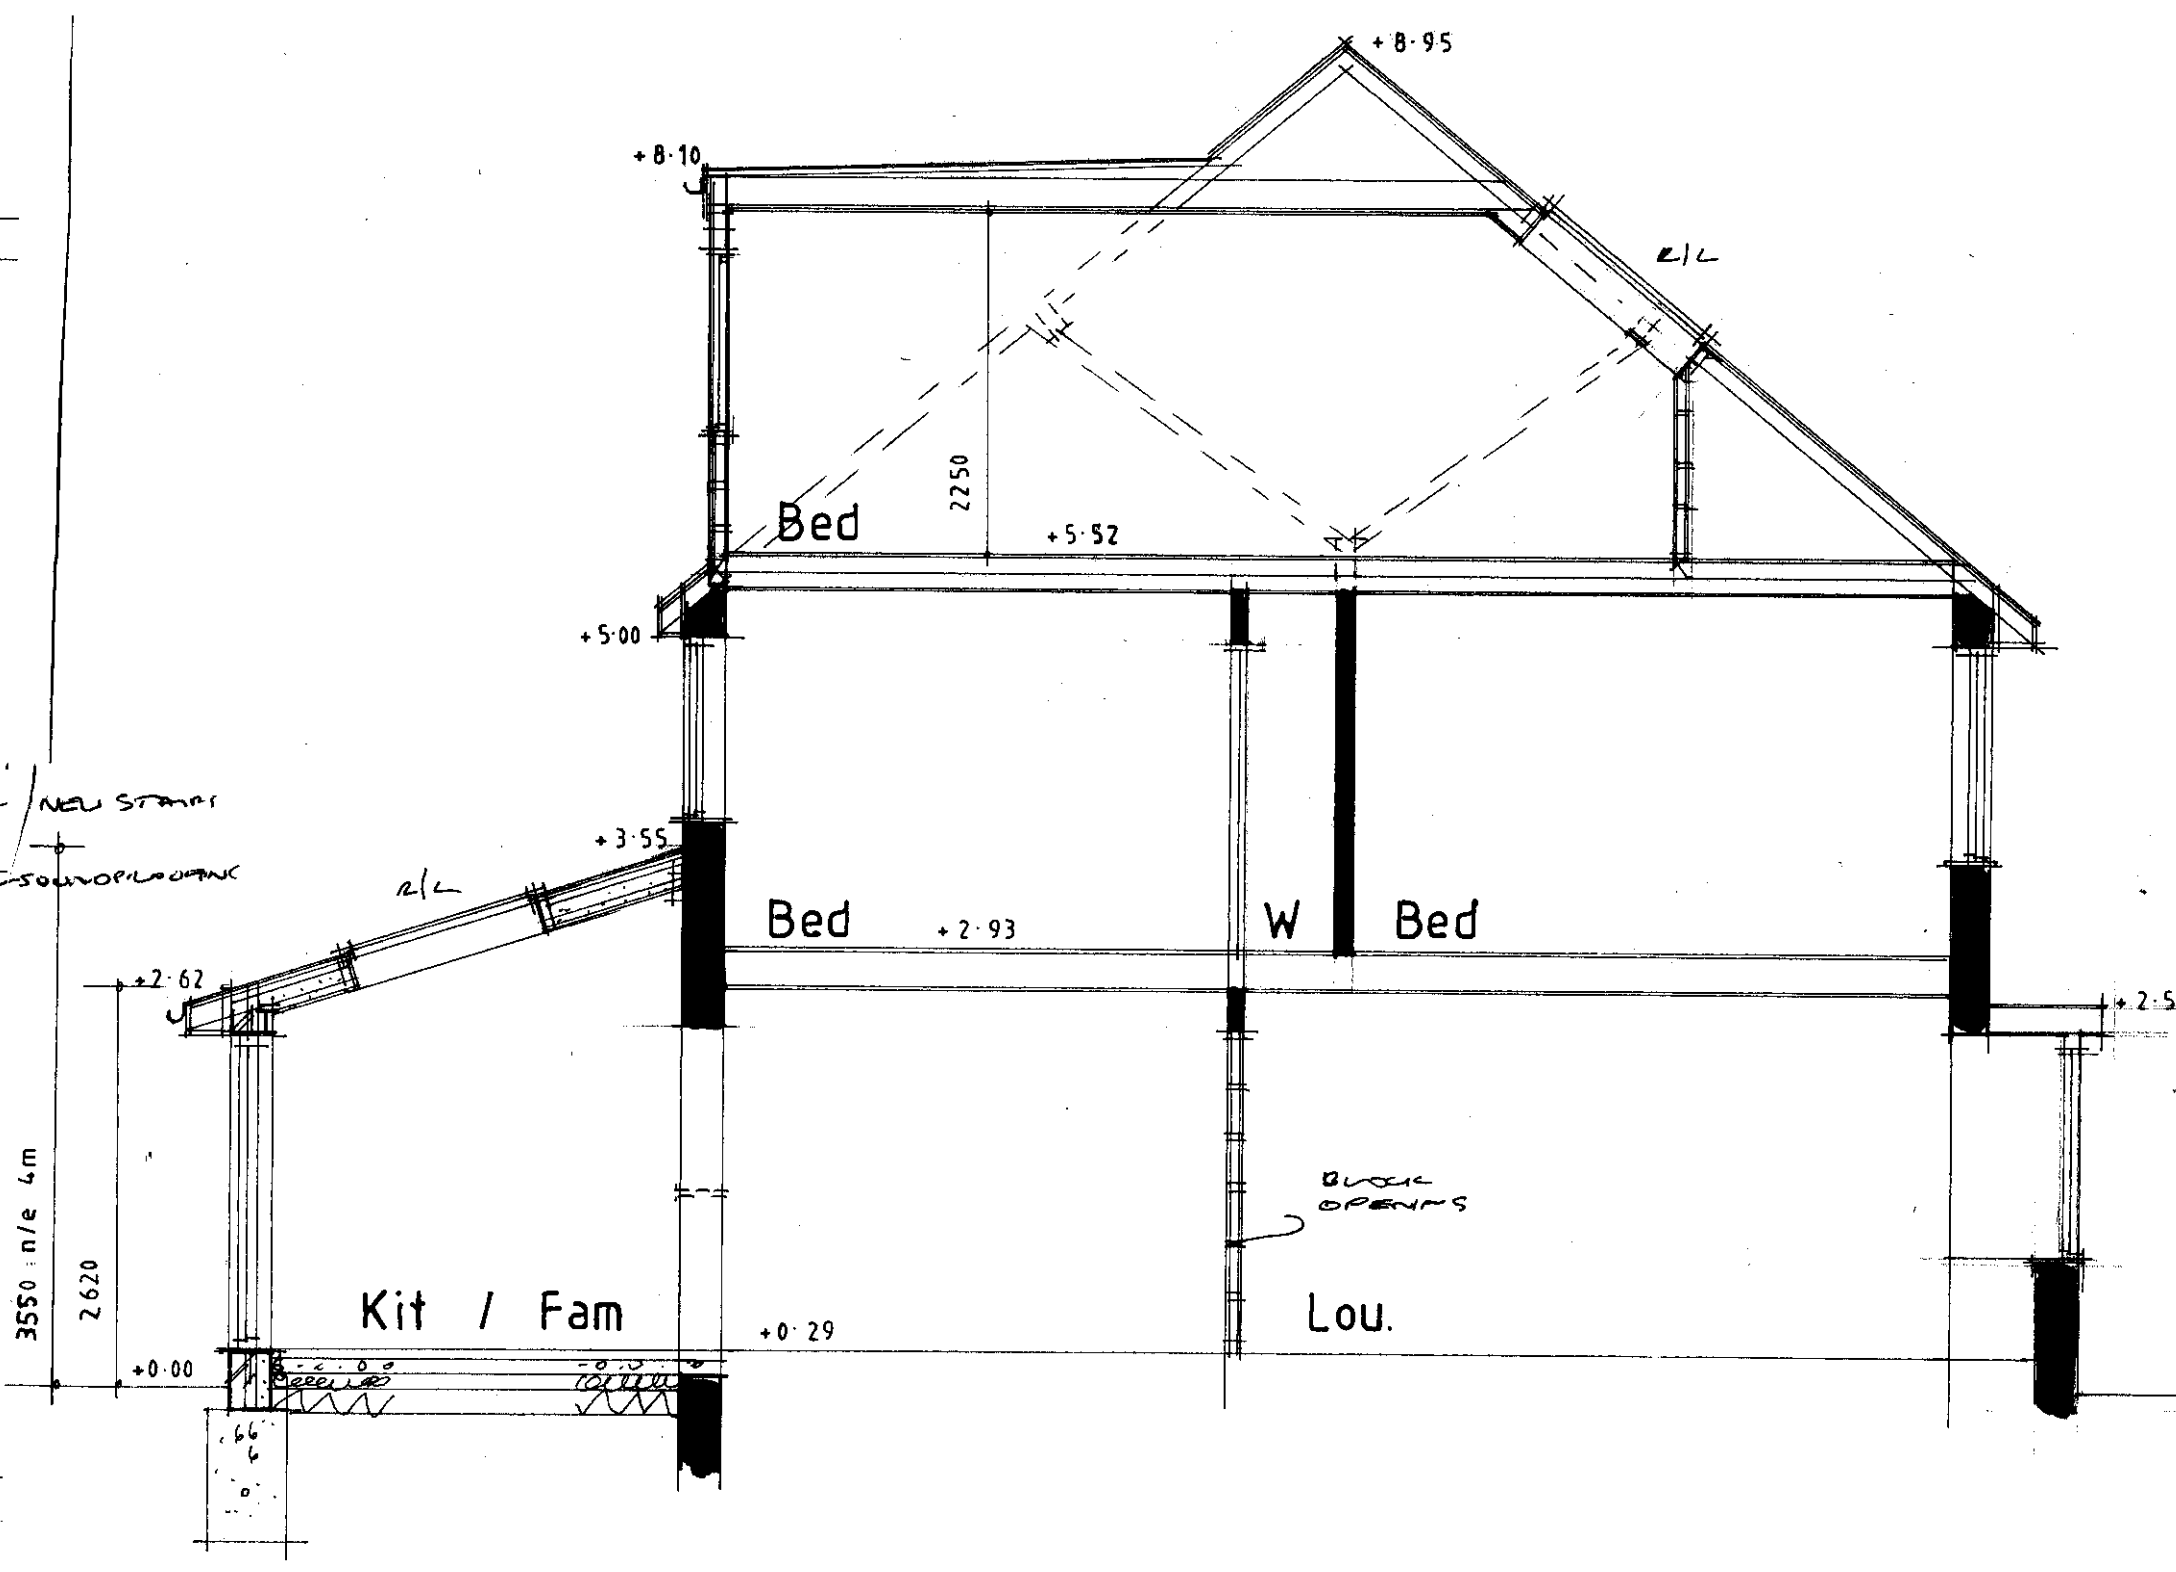 +8·95
+8·10
R/L
2250
Bed
+5·52
+5·00
NEW STAIRS
+3·55
SOUNDPROOFING
R/L
Bed
+2·93
W
Bed
+2·62
+2·5
3550 : n/e 4m
2620
BLOCK
OPENING
Kit / Fam
Lou.
+0·29
+0·00